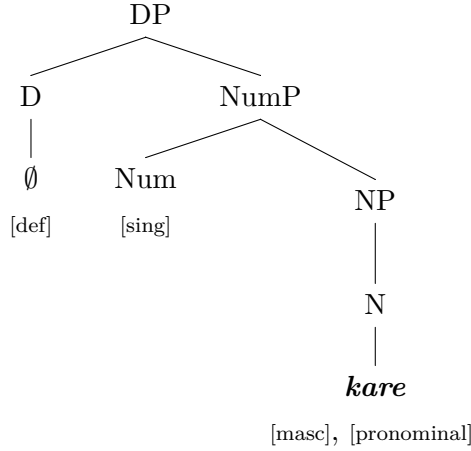 DP
D NumP
∅ Num
[def] [sing]
NP
N
kare
[masc], [pronominal]